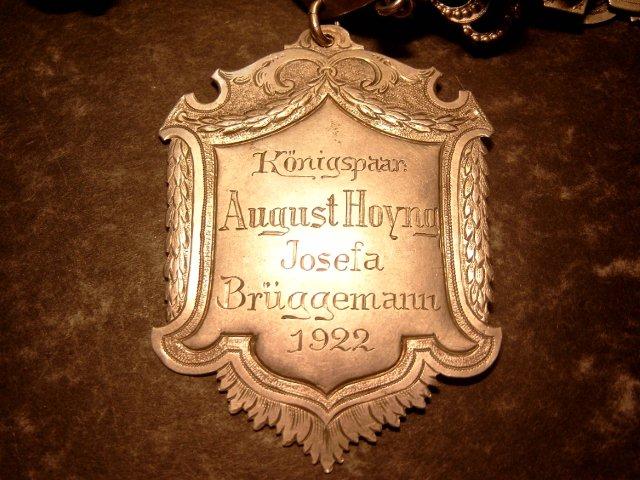 Königspaar:
August Hoyng
Josefa
Brüggemann
1922